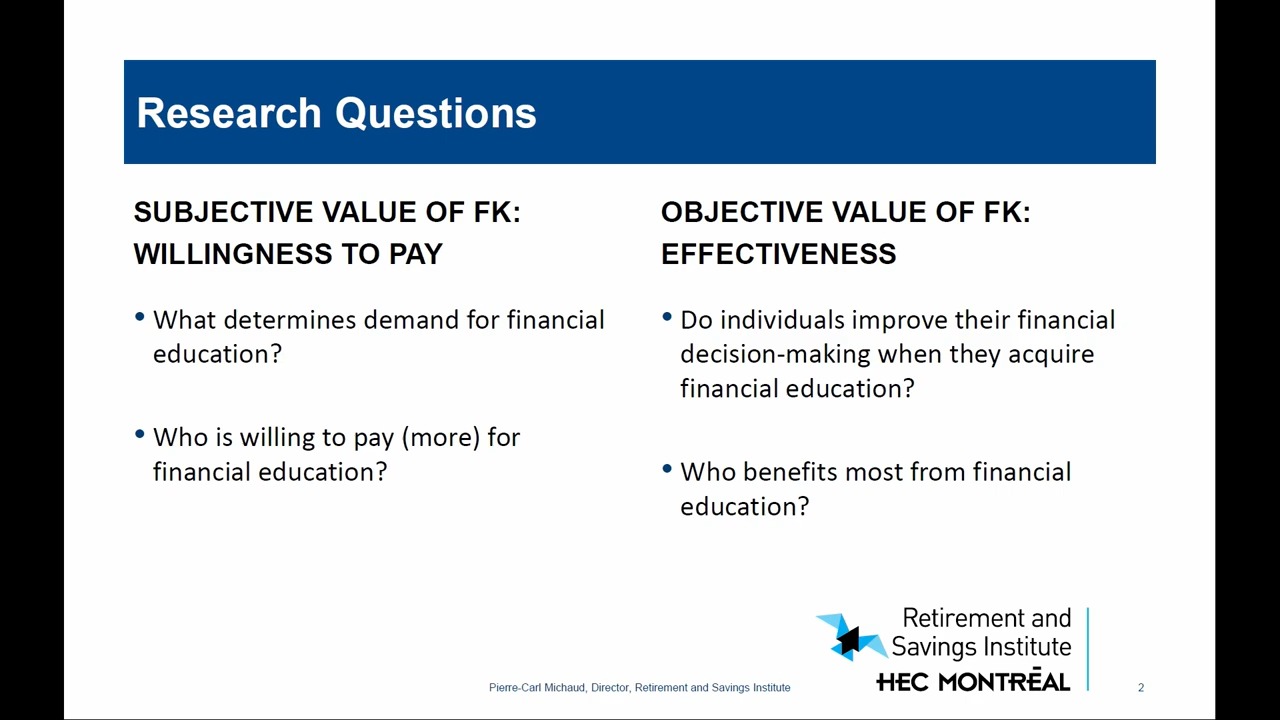 Research Questions
SUBJECTIVE VALUE OF FK:
WILLINGNESS TO PAY
• What determines demand for financial
education?
• Who is willing to pay (more) for
financial education?
OBJECTIVE VALUE OF FK:
EFFECTIVENESS
• Do individuals improve their financial
decision-making when they acquire
financial education?
• Who benefits most from financial
education?
Retirement and
Savings Institute
HEC MONTRĒAL
Pierre-Carl Michaud, Director, Retirement and Savings Institute
2